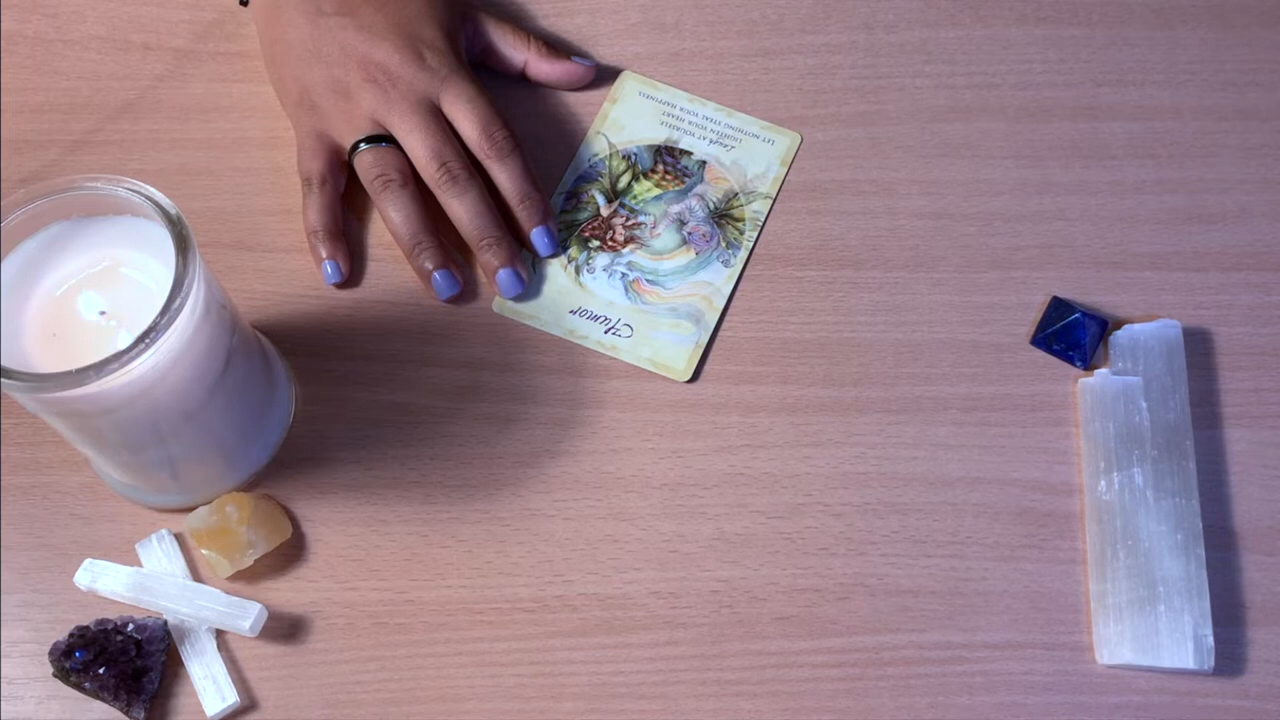 Humor
Laugh AT YOURSELF.
LIGHTEN YOUR HEART.
LET NOTHING STEAL YOUR HAPPINESS.